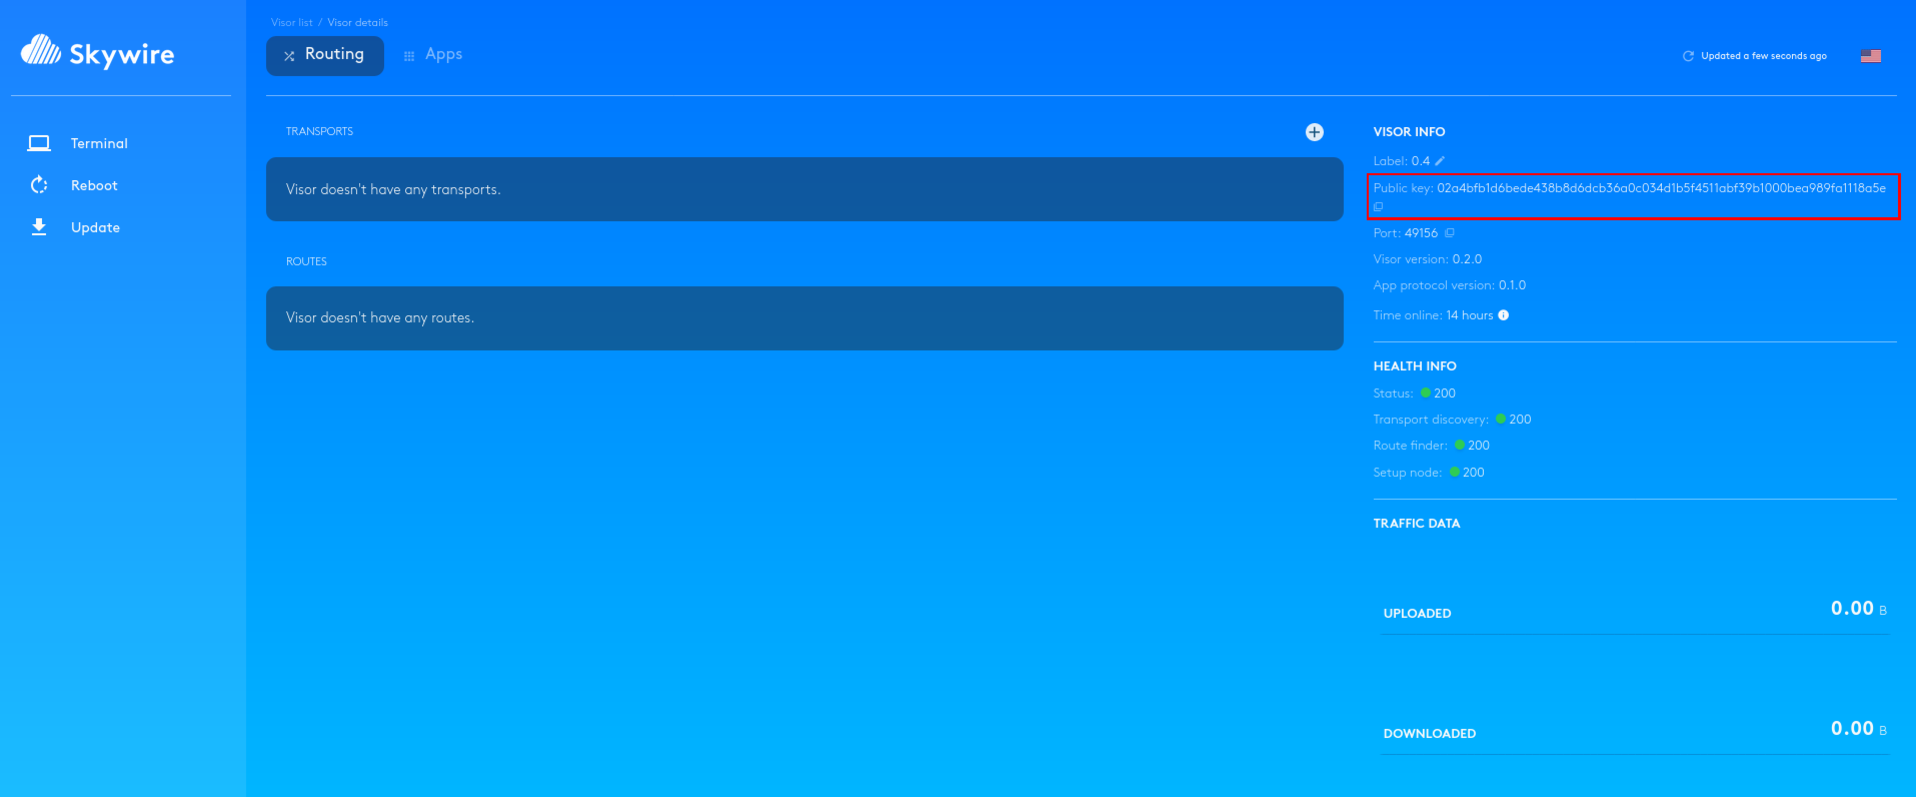 Visor list / Visor details
Skywire
Routing
Apps
Updated a few seconds ago
Terminal
Reboot
Update
TRANSPORTS
Visor doesn't have any transports.
ROUTES
Visor doesn't have any routes.
VISOR INFO
Label: 0.4
Public key: 02a4bfb1d6bede438b8d6dcb36a0c034d1b5f4511abf39b1000bea989fa1118a5e
Port: 49156
Visor version: 0.2.0
App protocol version: 0.1.0
Time online: 14 hours
HEALTH INFO
Status: 200
Transport discovery: 200
Route finder: 200
Setup node: 200
TRAFFIC DATA
UPLOADED 0.00 B
DOWNLOADED 0.00 B